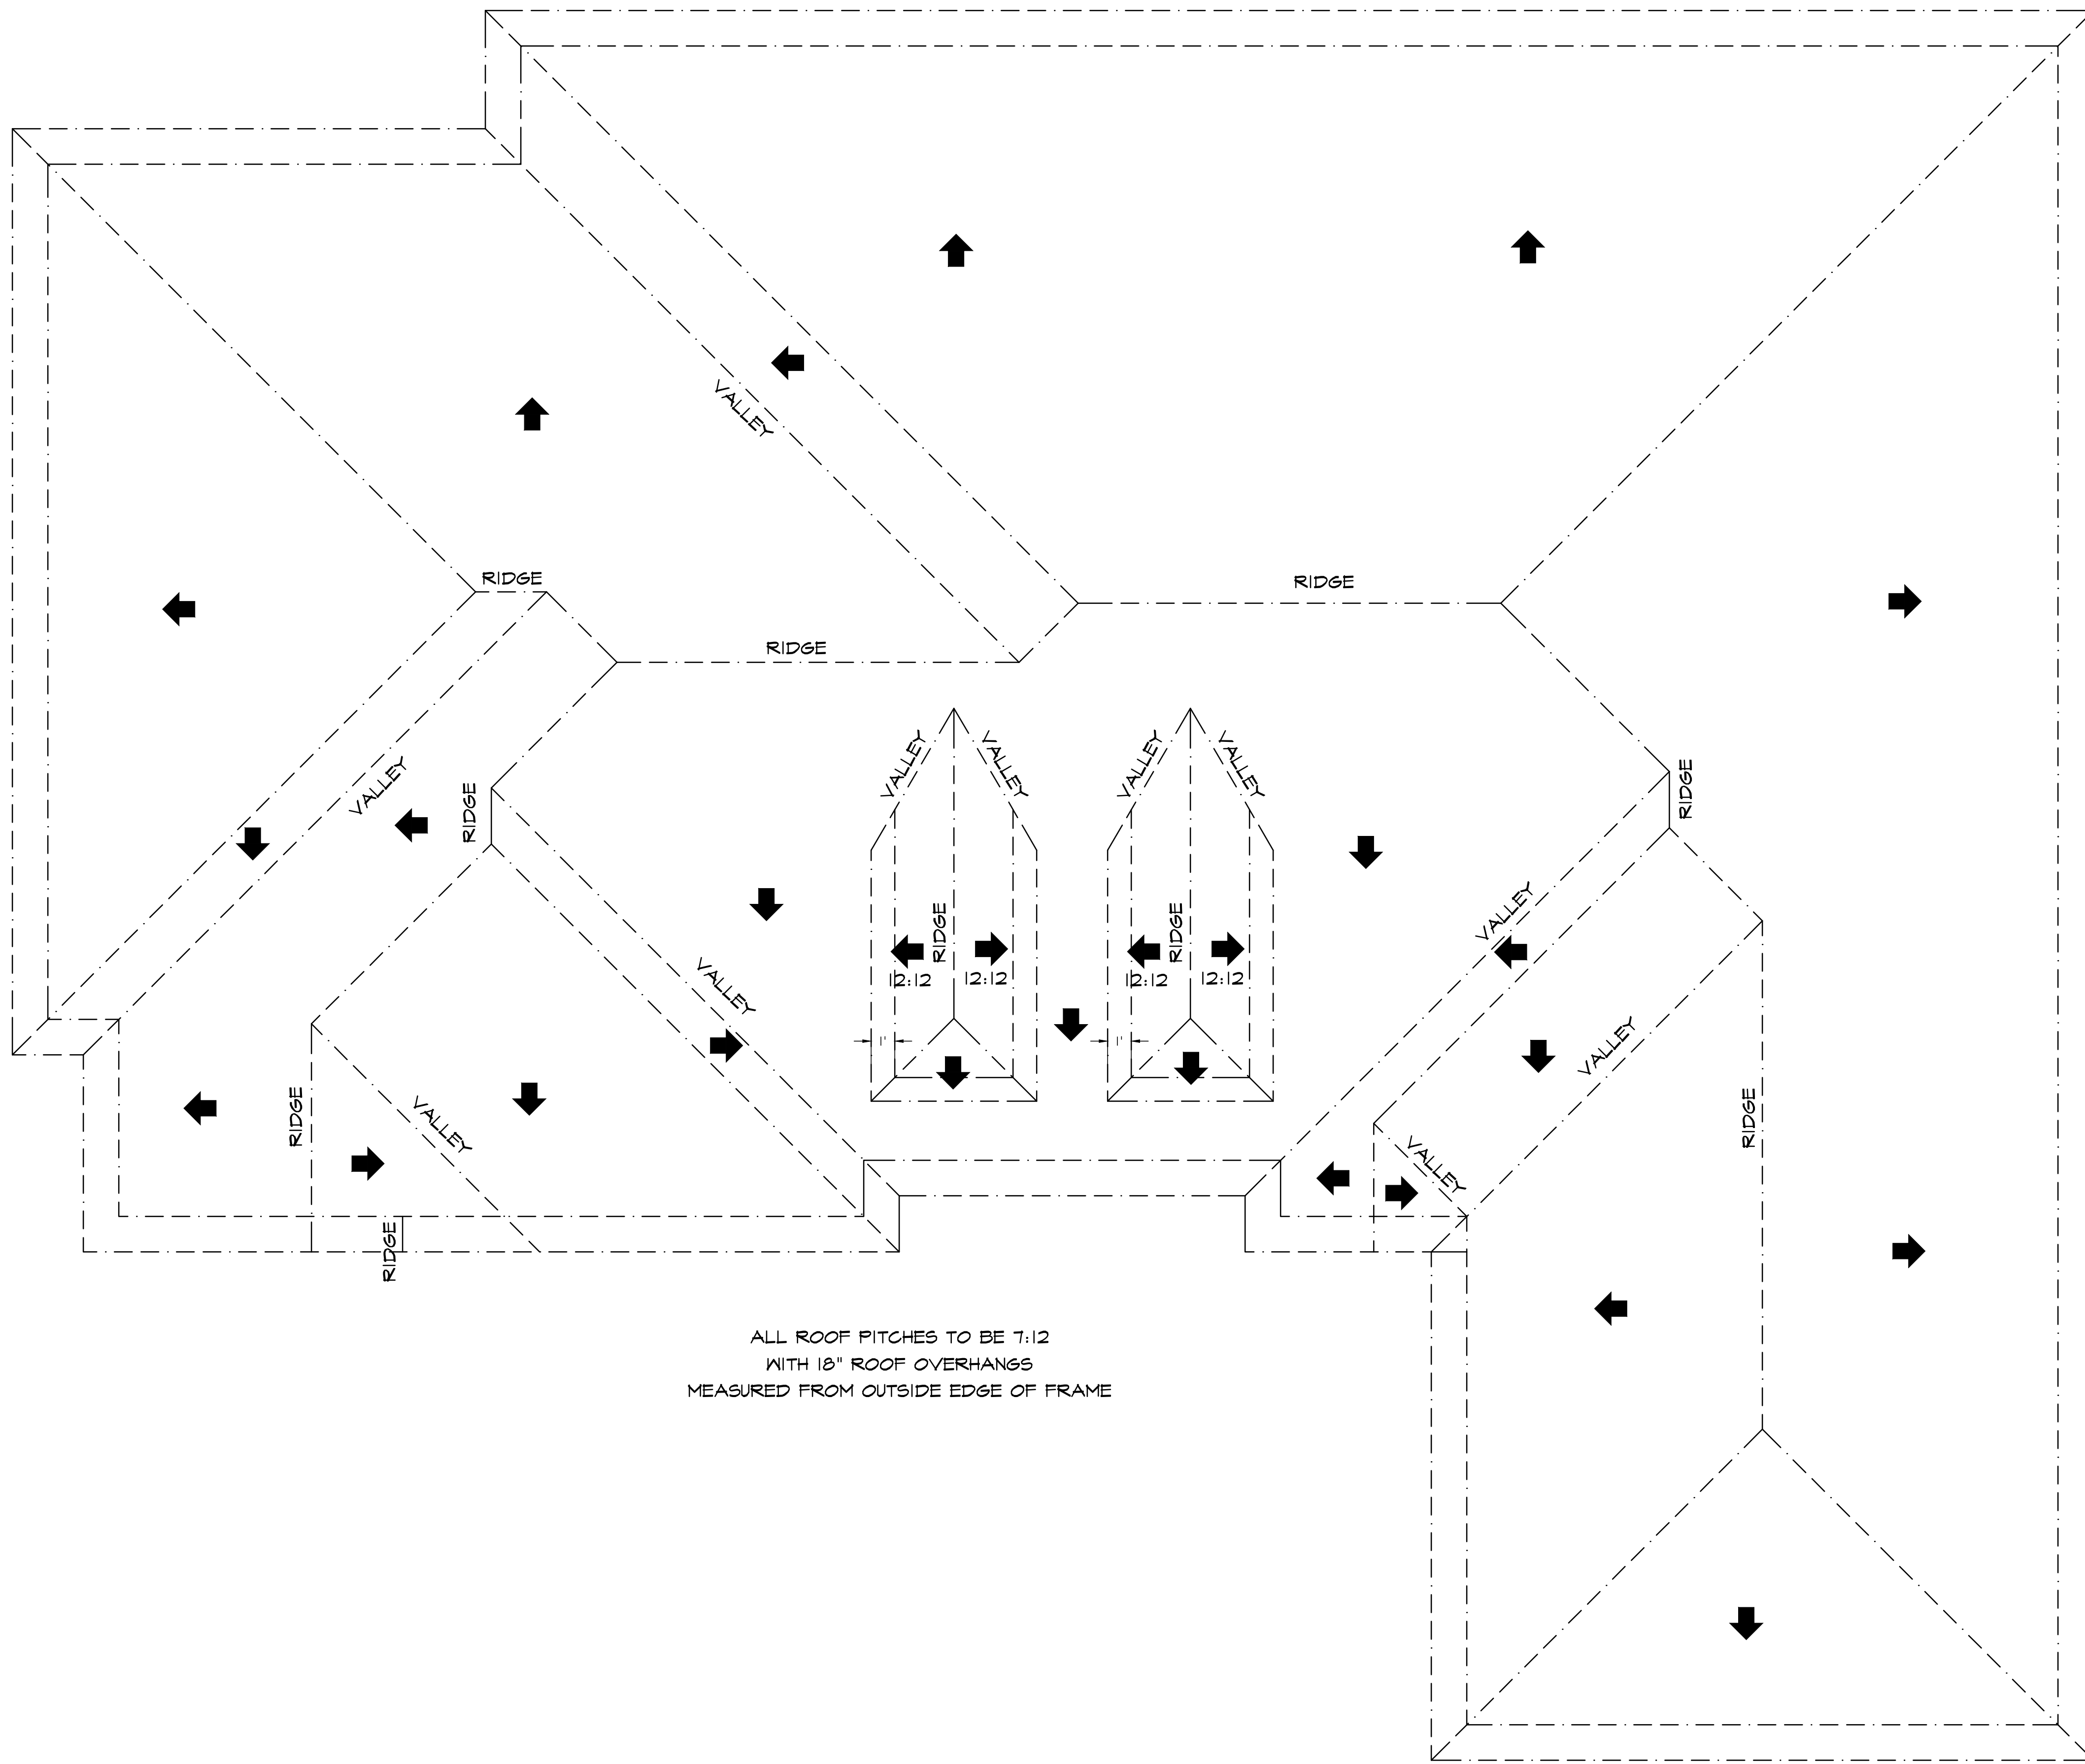 VALLEY
RIDGE
RIDGE
RIDGE
VALLEY
VALLEY
VALLEY
VALLEY
VALLEY
RIDGE
RIDGE
VALLEY
RIDGE
RIDGE
VALLEY
12:12
12:12
12:12
12:12
1'
1'
VALLEY
RIDGE
VALLEY
VALLEY
RIDGE
RIDGE
ALL ROOF PITCHES TO BE 7:12
WITH 18" ROOF OVERHANGS
MEASURED FROM OUTSIDE EDGE OF FRAME